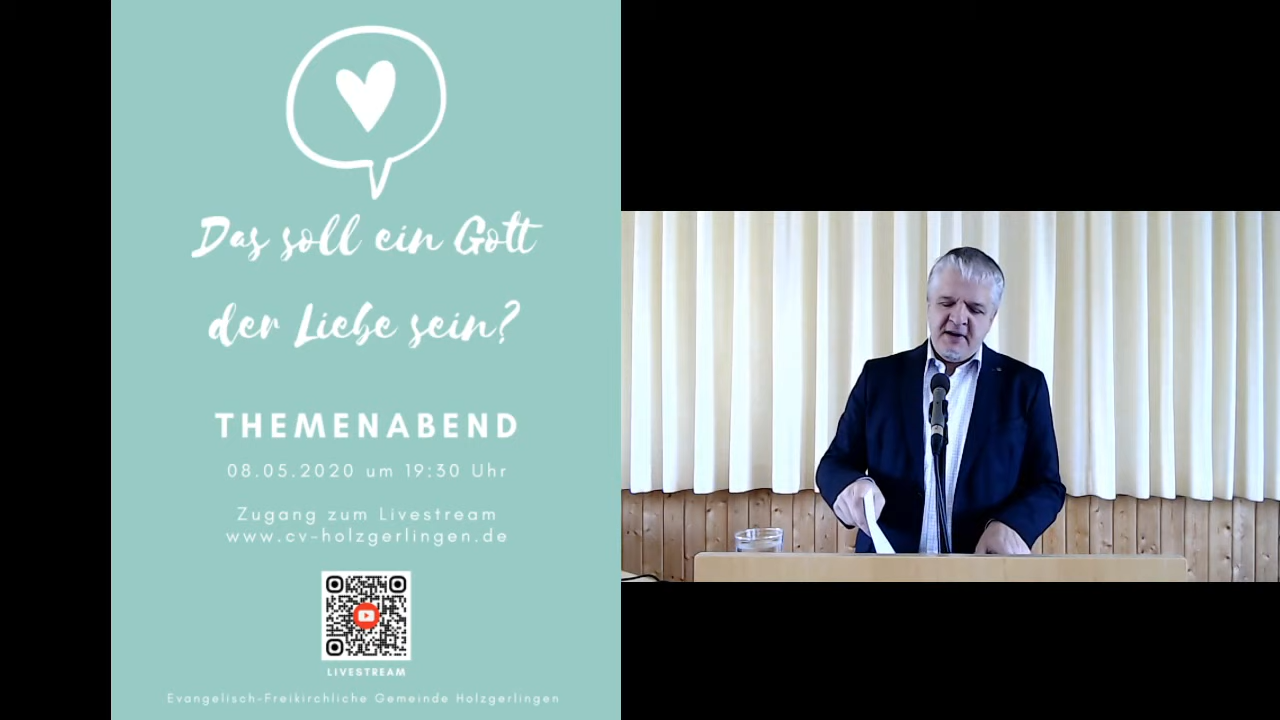 Das soll ein Gott
der Liebe sein?
THEMENABEND
08.05.2020 um 19:30 Uhr
Zugang zum Livestream
www.cv-holzgerlingen.de
LIVESTREAM
Evangelisch-Freikirchliche Gemeinde Holzgerlingen